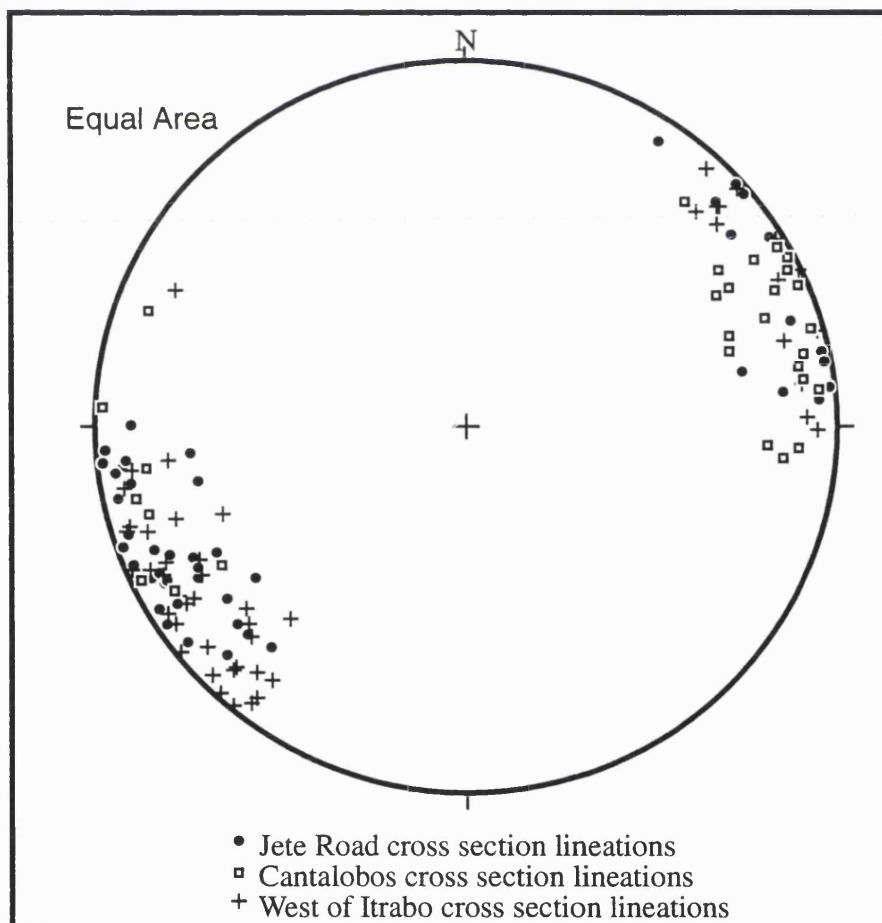 N
Equal Area
Jete Road cross section lineations
Cantalobos cross section lineations
West of Itrabo cross section lineations